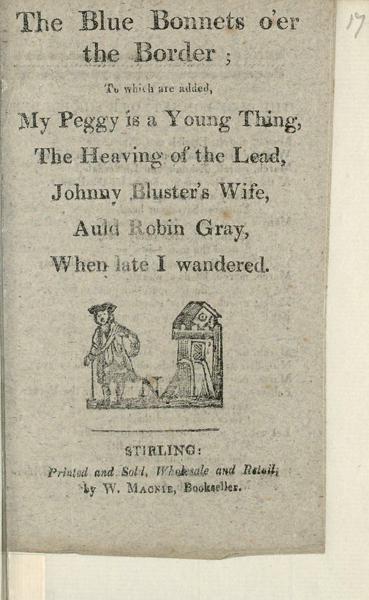 17
The Blue Bonnets o'er
the Border ;
To which are added,
My Peggy is a Young Thing,
The Heaving of the Lead,
Johnny Bluster's Wife,
Auld Robin Gray,
When late I wandered.
STIRLING:
Printed and Sold, Wholesale and Retail,
by W. MACNIE, Bookseller.